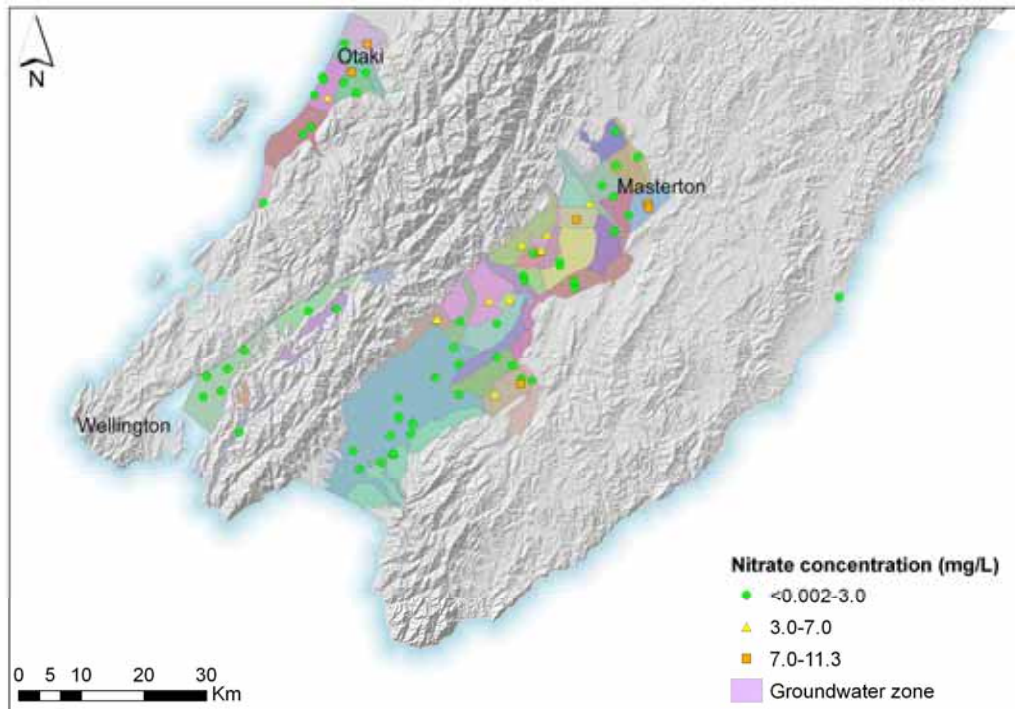 N
Otaki
Masterton
Wellington
Nitrate concentration (mg/L)
<0.002-3.0
3.0-7.0
7.0-11.3
Groundwater zone
0 5 10 20 30
Km